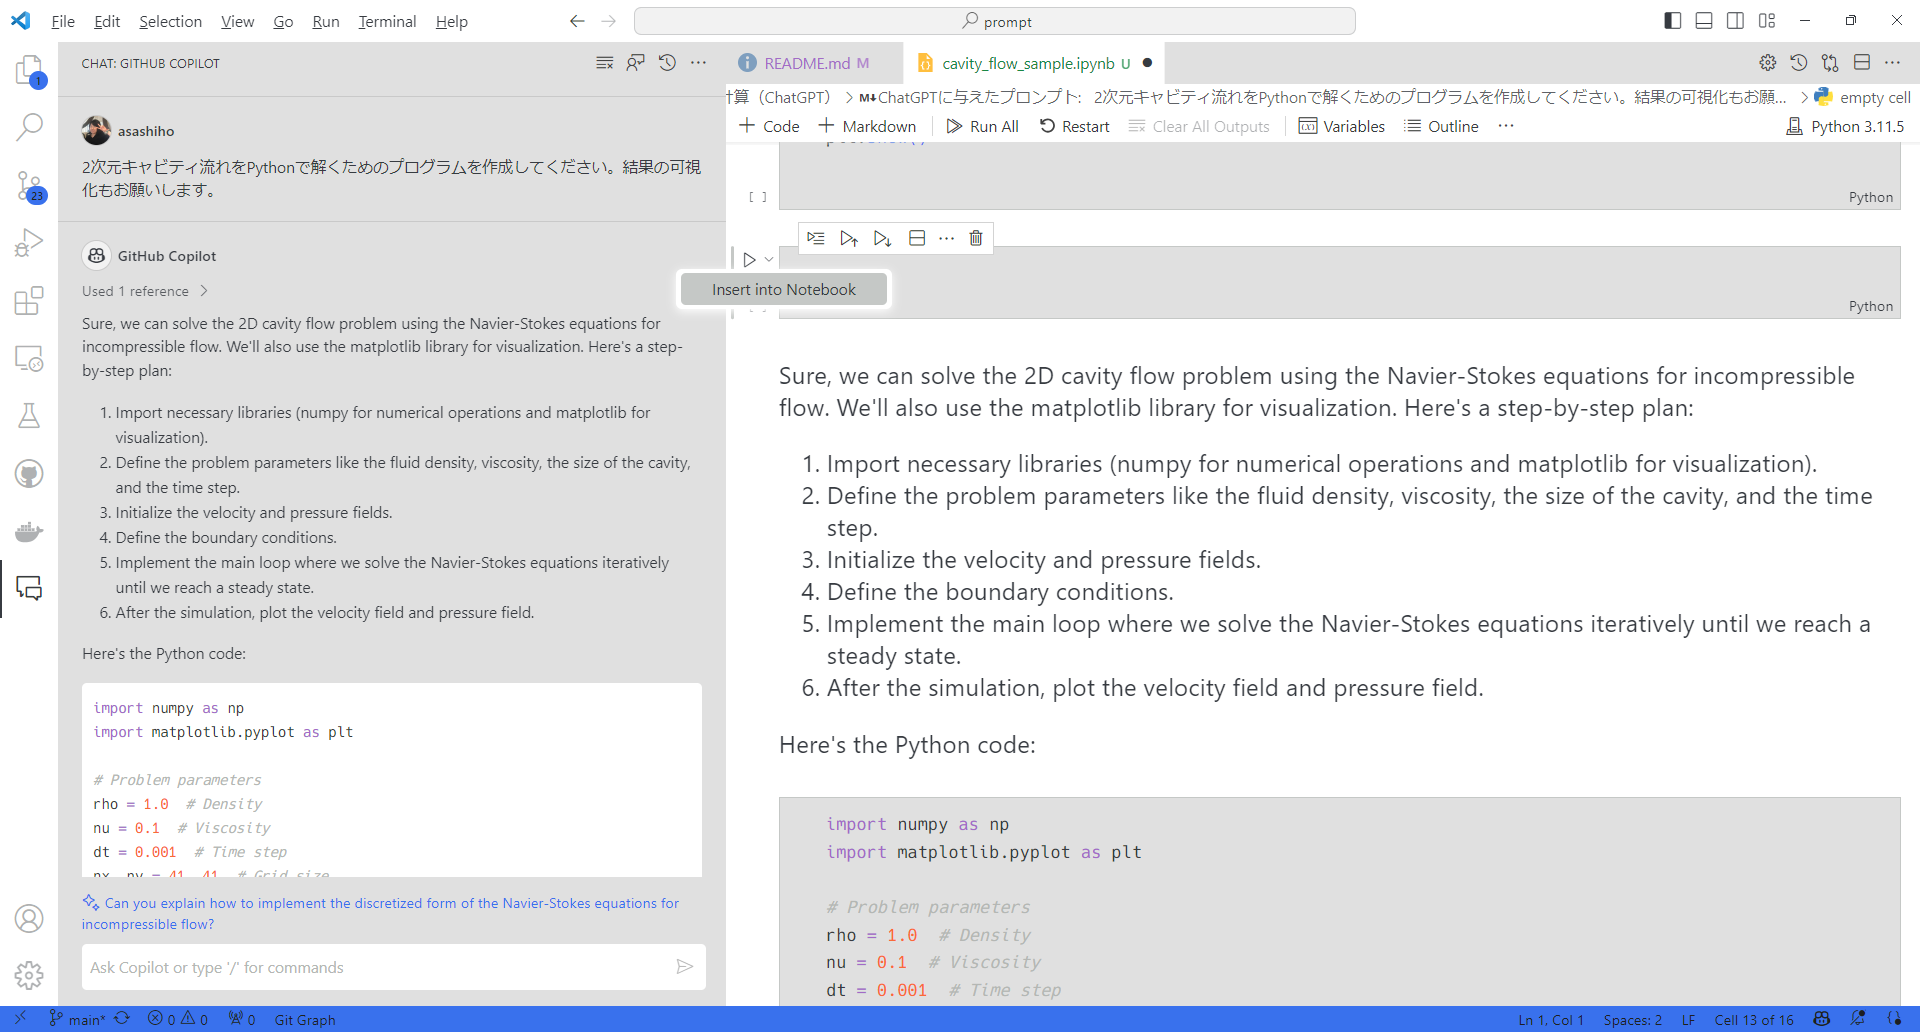 File Edit Selection View Go Run Terminal Help
prompt
CHAT: GITHUB COPILOT
asashiho
2次元キャビティ流れをPythonで解くためのプログラムを作成してください。結果の可視
化もお願いします。
GitHub Copilot
Used 1 reference
Sure, we can solve the 2D cavity flow problem using the Navier-Stokes equations for
incompressible flow. We'll also use the matplotlib library for visualization. Here's a step-
by-step plan:
1. Import necessary libraries (numpy for numerical operations and matplotlib for
visualization).
2. Define the problem parameters like the fluid density, viscosity, the size of the cavity,
and the time step.
3. Initialize the velocity and pressure fields.
4. Define the boundary conditions.
5. Implement the main loop where we solve the Navier-Stokes equations iteratively
until we reach a steady state.
6. After the simulation, plot the velocity field and pressure field.
Here's the Python code:
import numpy as np
import matplotlib.pyplot as plt
# Problem parameters
rho = 1.0 # Density
nu = 0.1 # Viscosity
dt = 0.001 # Time step
nx, ny = 41, 41 # Grid size
Can you explain how to implement the discretized form of the Navier-Stokes equations for
incompressible flow?
Ask Copilot or type '/' for commands
1
23
README.md M
cavity_flow_sample.ipynb U
計算（ChatGPT） > M↓ChatGPTに与えたプロンプト: 2次元キャビティ流れをPythonで解くためのプログラムを作成してください。結果の可視化もお願... > empty cell
+ Code + Markdown Run All Restart Clear All Outputs Variables Outline ... Python 3.11.5
[ ]
Python
Insert into Notebook
Python
Sure, we can solve the 2D cavity flow problem using the Navier-Stokes equations for incompressible
flow. We'll also use the matplotlib library for visualization. Here's a step-by-step plan:
1. Import necessary libraries (numpy for numerical operations and matplotlib for visualization).
2. Define the problem parameters like the fluid density, viscosity, the size of the cavity, and the time
step.
3. Initialize the velocity and pressure fields.
4. Define the boundary conditions.
5. Implement the main loop where we solve the Navier-Stokes equations iteratively until we reach a
steady state.
6. After the simulation, plot the velocity field and pressure field.
Here's the Python code:
import numpy as np
import matplotlib.pyplot as plt
# Problem parameters
rho = 1.0 # Density
nu = 0.1 # Viscosity
dt = 0.001 # Time step
main* 0 0 0 Git Graph
Ln 1, Col 1 Spaces: 2 LF Cell 13 of 16